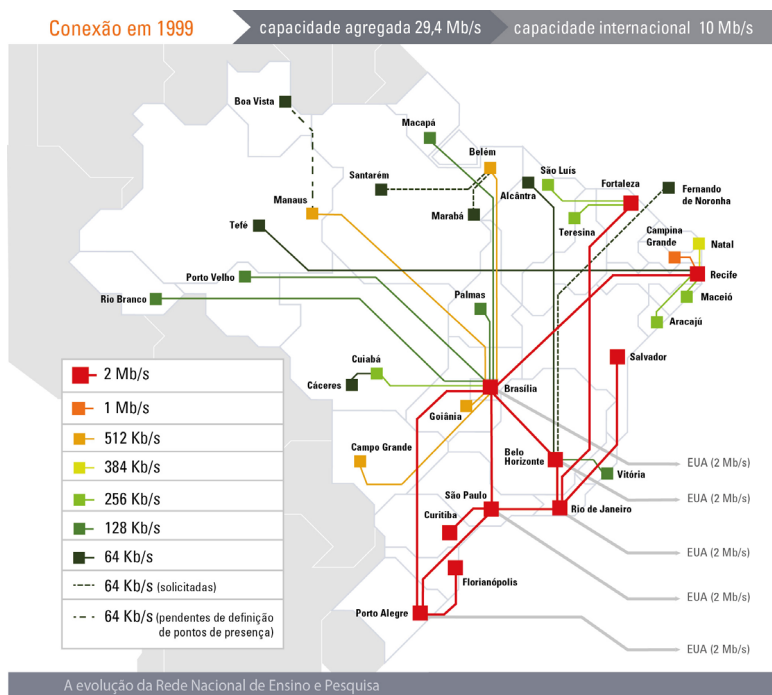 Conexão em 1999
capacidade agregada 29,4 Mb/s
capacidade internacional 10 Mb/s
Boa Vista
Macapá
Belém
Santarém
São Luís
Fortaleza
Alcântra
Fernando
de Noronha
Manaus
Marabá
Teresina
Tefé
Campina
Grande
Natal
Recife
Porto Velho
Rio Branco
Palmas
Maceió
Aracajú
Salvador
Cuiabá
Cáceres
Brasília
Goiânia
Campo Grande
Belo
Horizonte
Vitória
São Paulo
Curitiba
Rio de Janeiro
Florianópolis
Porto Alegre
EUA (2 Mb/s)
EUA (2 Mb/s)
EUA (2 Mb/s)
EUA (2 Mb/s)
EUA (2 Mb/s)
2 Mb/s
1 Mb/s
512 Kb/s
384 Kb/s
256 Kb/s
128 Kb/s
64 Kb/s
64 Kb/s (solicitadas)
64 Kb/s (pendentes de definição
de pontos de presença)
A evolução da Rede Nacional de Ensino e Pesquisa